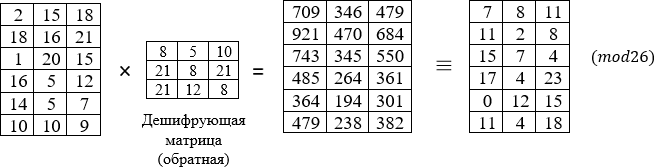 2 15 18 709 346 479 7 8 11
18 16 21 8 5 10 921 470 684 11 2 8
1 20 15 × 21 8 21 = 743 345 550 ≡ 15 7 4 (mod26)
16 5 12 21 12 8 485 264 361 17 4 23
14 5 7 364 194 301 0 12 15
10 10 9 479 238 382 11 4 18
Дешифрующая
матрица
(обратная)